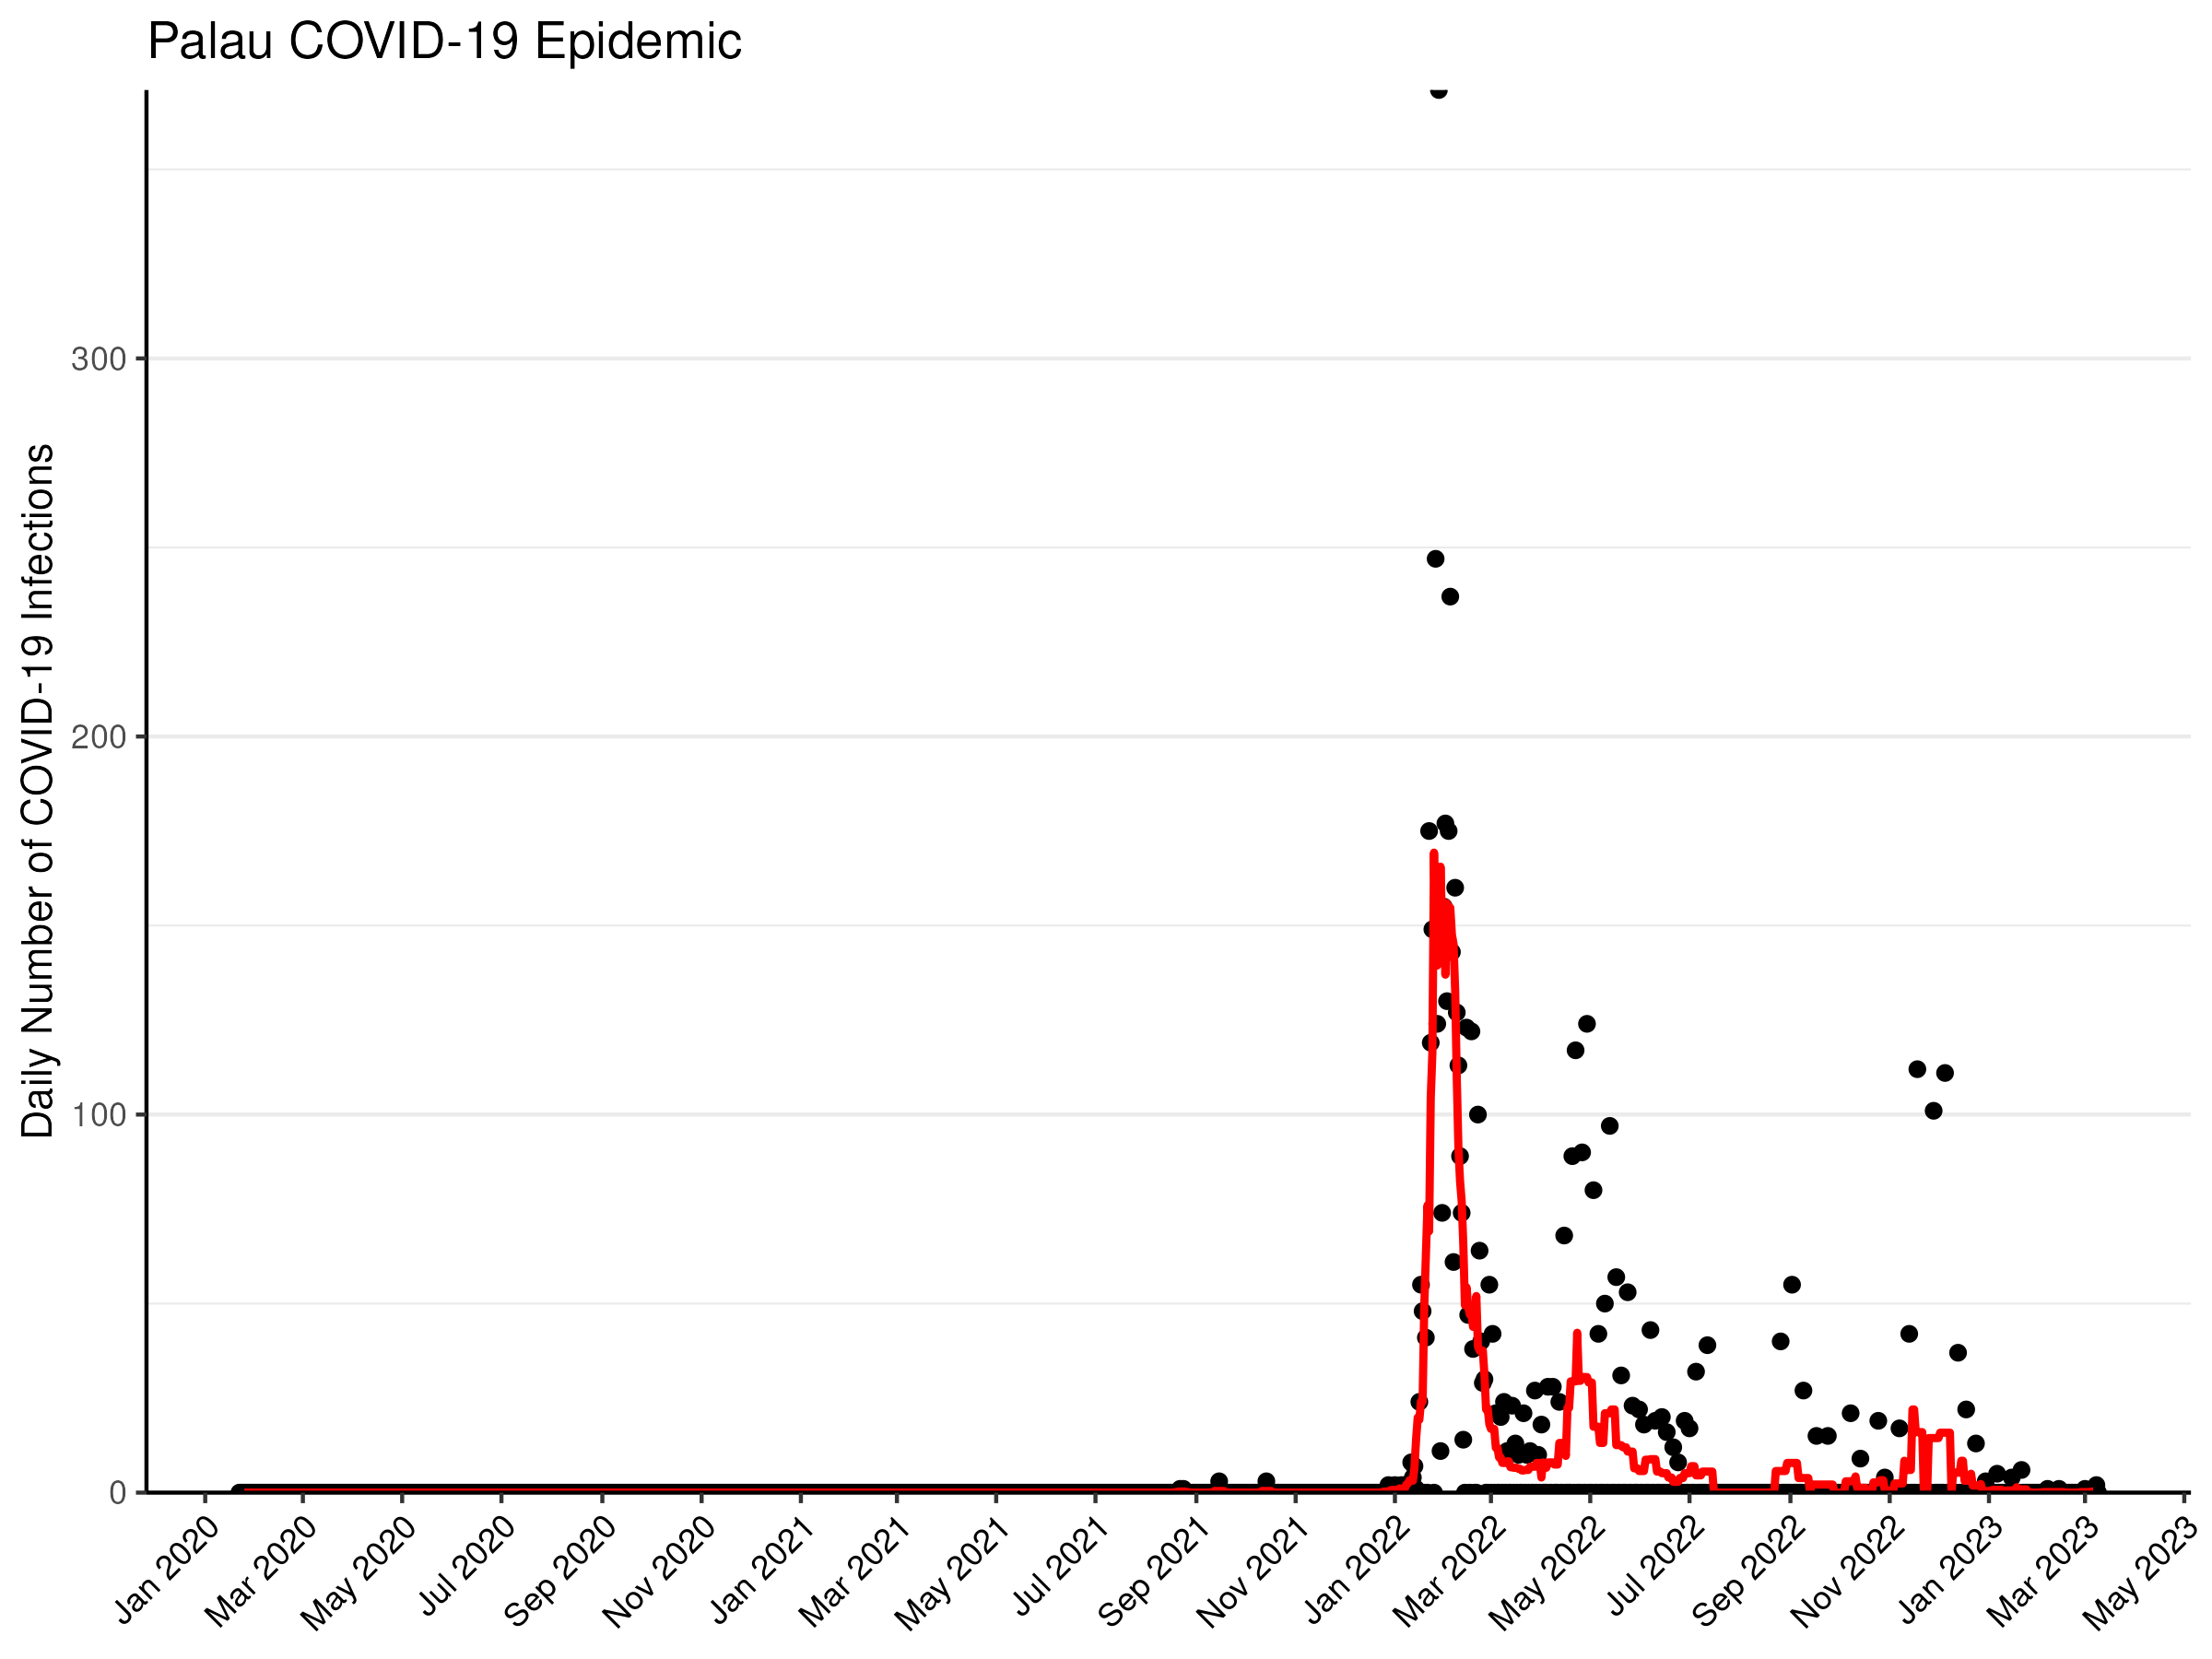 Palau COVID-19 Epidemic
Daily Number of COVID-19 Infections
300
200
100
0
Jan 2020
Mar 2020
May 2020
Jul 2020
Sep 2020
Nov 2020
Jan 2021
Mar 2021
May 2021
Jul 2021
Sep 2021
Nov 2021
Jan 2022
Mar 2022
May 2022
Jul 2022
Sep 2022
Nov 2022
Jan 2023
Mar 2023
May 2023